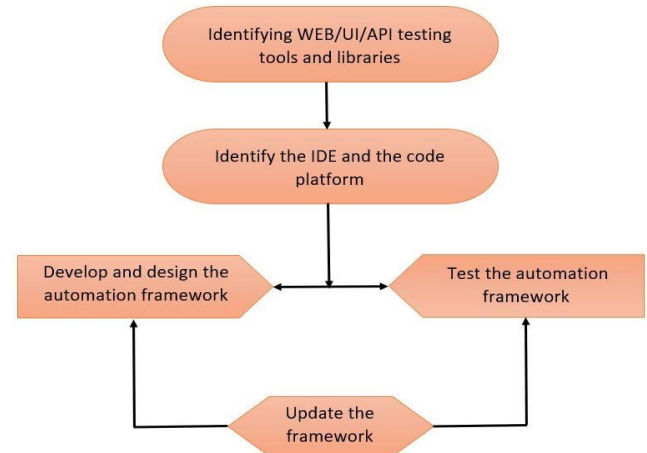 Identifying WEB/UI/API testing
tools and libraries
Identify the IDE and the code
platform
Develop and design the
automation framework
Test the automation
framework
Update the
framework